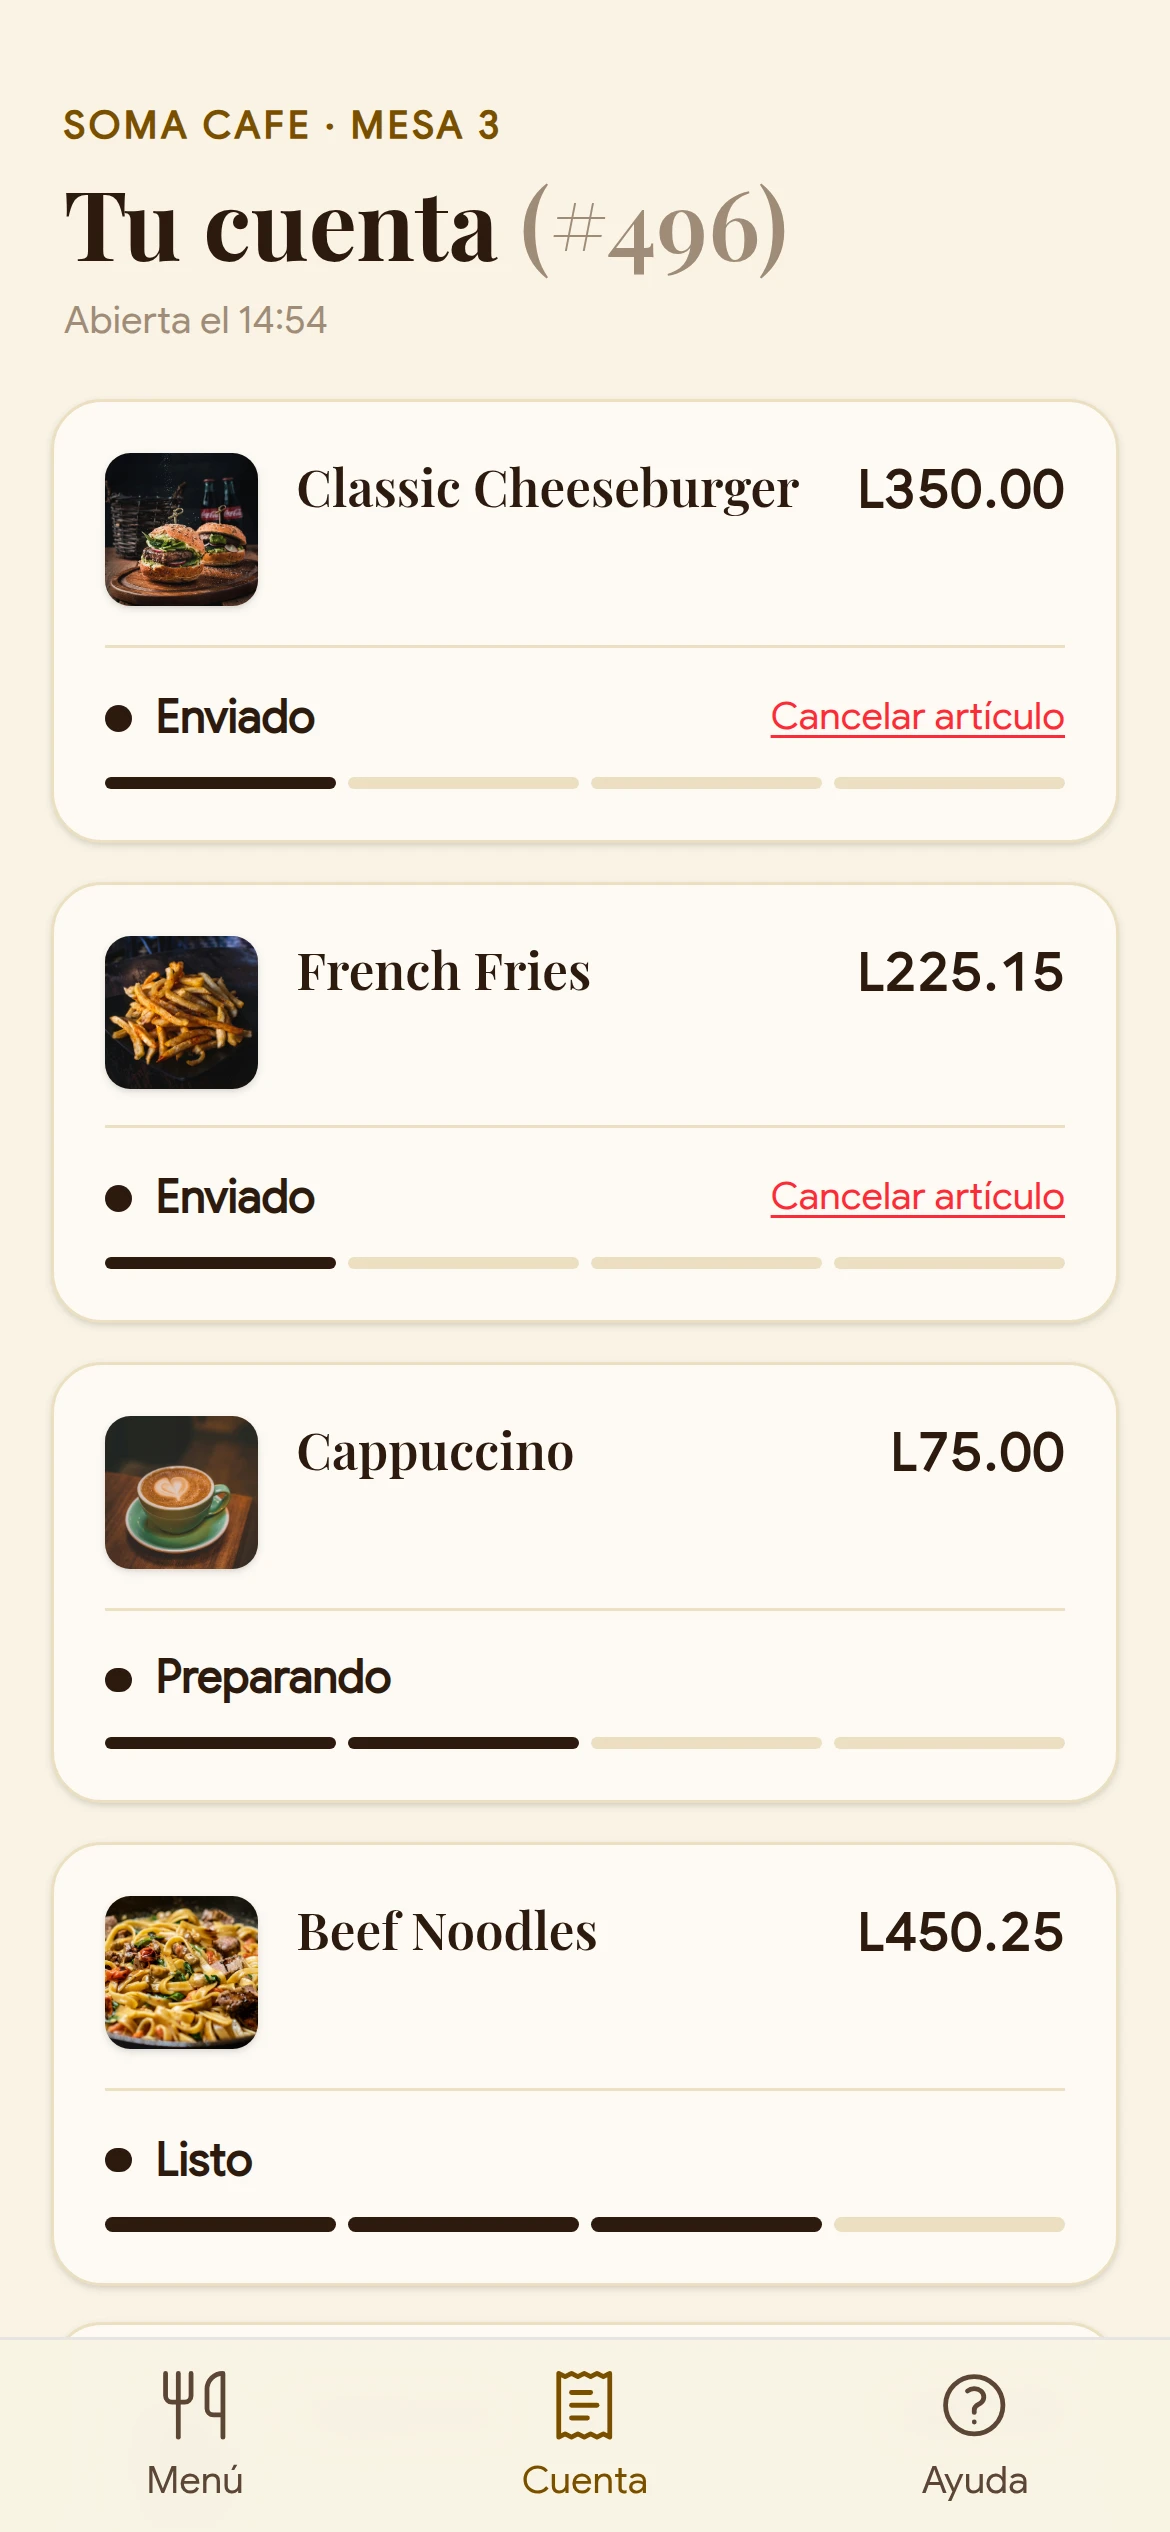 SOMA CAFE · MESA 3
Tu cuenta (#496)
Abierta el 14:54
Classic Cheeseburger L350.00
Enviado Cancelar artículo
French Fries L225.15
Enviado Cancelar artículo
Cappuccino L75.00
Preparando
Beef Noodles L450.25
Listo
Menú Cuenta Ayuda